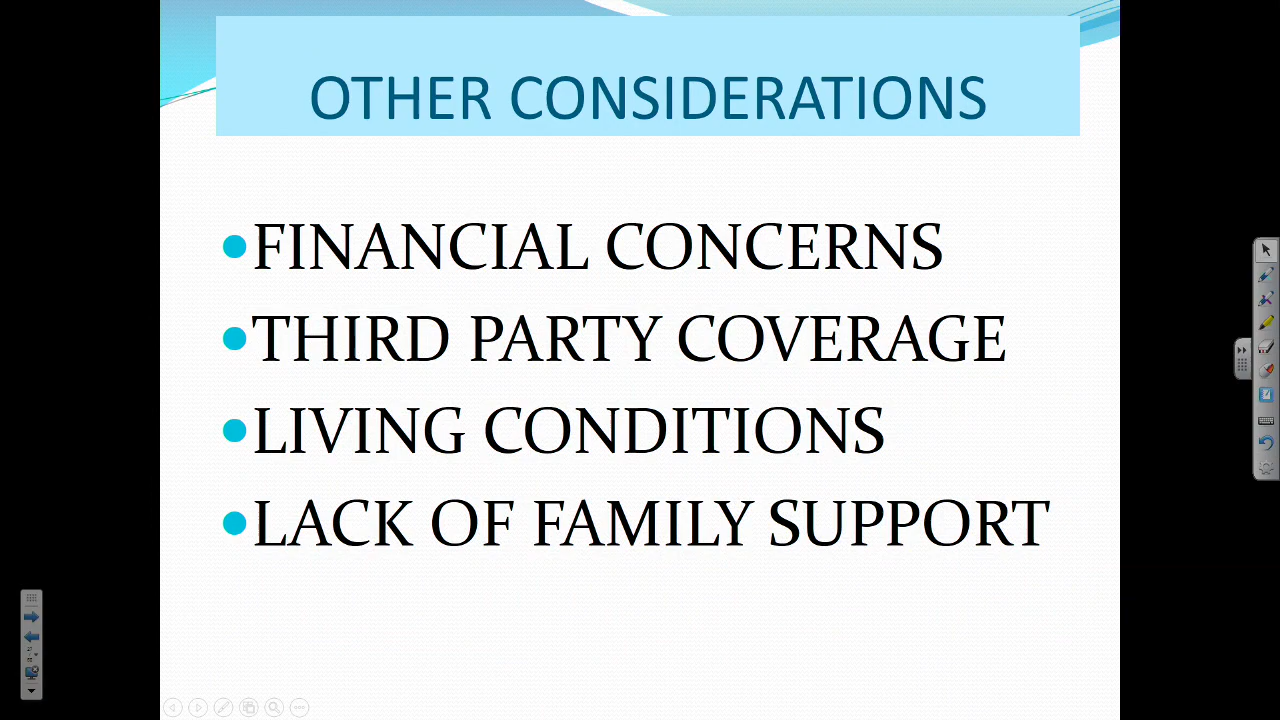 OTHER CONSIDERATIONS
FINANCIAL CONCERNS
THIRD PARTY COVERAGE
LIVING CONDITIONS
LACK OF FAMILY SUPPORT